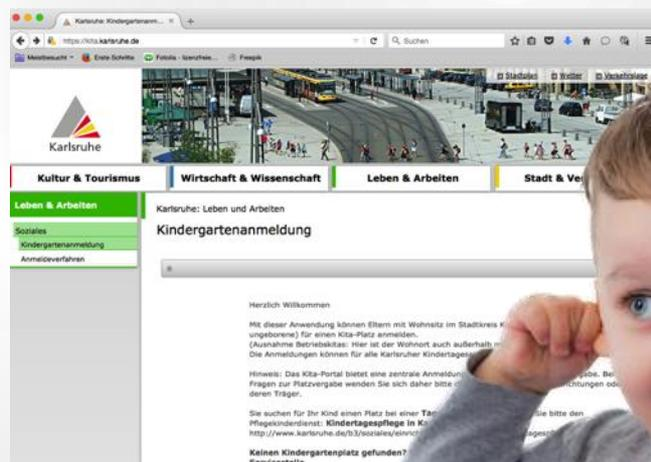 Karlsruhe: Kindergartenanm... ×
https://kita.karlsruhe.de
Suchen
Meistbesucht
Erste Schritte
Fotolia - lizenzfreie...
Freepik
Stadtplan
Wetter
Verkehrslage
Karlsruhe
Kultur & Tourismus
Wirtschaft & Wissenschaft
Leben & Arbeiten
Stadt &
Leben & Arbeiten
Soziales
Kindergartenanmeldung
Anmeldeverfahren
Karlsruhe: Leben und Arbeiten
Kindergartenanmeldung
Herzlich Willkommen
Mit dieser Anwendung können Eltern mit Wohnsitz im Stadtkreis
ungeborene) für einen Kita-Platz anmelden.
(Ausnahme Betriebskitas: Hier ist der Wohnort auch außerhalb
Die Anmeldungen können für alle Karlsruher
Hinweis: Das Kita-Portal bietet eine zentrale
Fragen zur Platzvergabe wenden Sie sich daher bitte
deren Träger.
Sie suchen für Ihr Kind einen Platz bei einer
Sie bitte den
Pflegekinderdienst: Kindertagespflege in
http://www.karlsruhe.de/b3/soziales/
Keinen Kindergartenplatz gefunden?